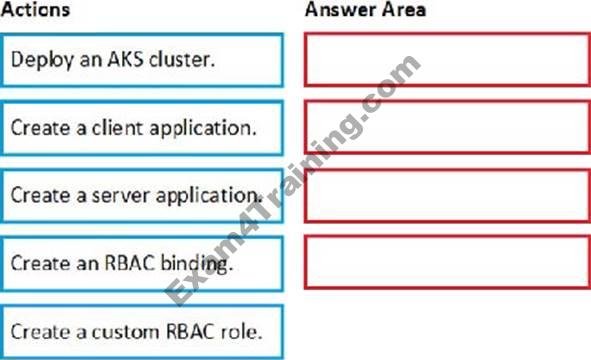 Actions
Answer Area
Deploy an AKS cluster.
Create a client application.
Create a server application.
Create an RBAC binding.
Create a custom RBAC role.
Exam4Training.com